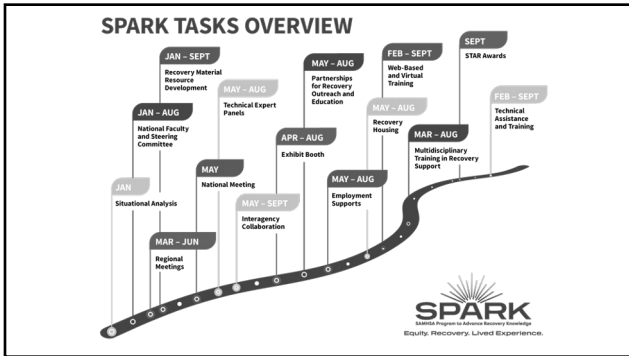 SPARK TASKS OVERVIEW
JAN – SEPT
Recovery Material
Resource
Development
JAN – AUG
National Faculty
and Steering
Committee
JAN
Situational Analysis
MAR – JUN
Regional
Meetings
MAY – AUG
Technical Expert
Panels
MAY
National Meeting
MAY – SEPT
Interagency
Collaboration
MAY – AUG
Partnerships
for Recovery
Outreach and
Education
APR – AUG
Exhibit Booth
MAY – AUG
Employment
Supports
FEB – SEPT
Web-Based
and Virtual
Training
MAY – AUG
Recovery
Housing
MAR – AUG
Multidisciplinary
Training in Recovery
Support
SEPT
STAR Awards
FEB – SEPT
Technical
Assistance
and Training
SPARK
SAMHSA Program to Advance Recovery Knowledge
Equity. Recovery. Lived Experience.